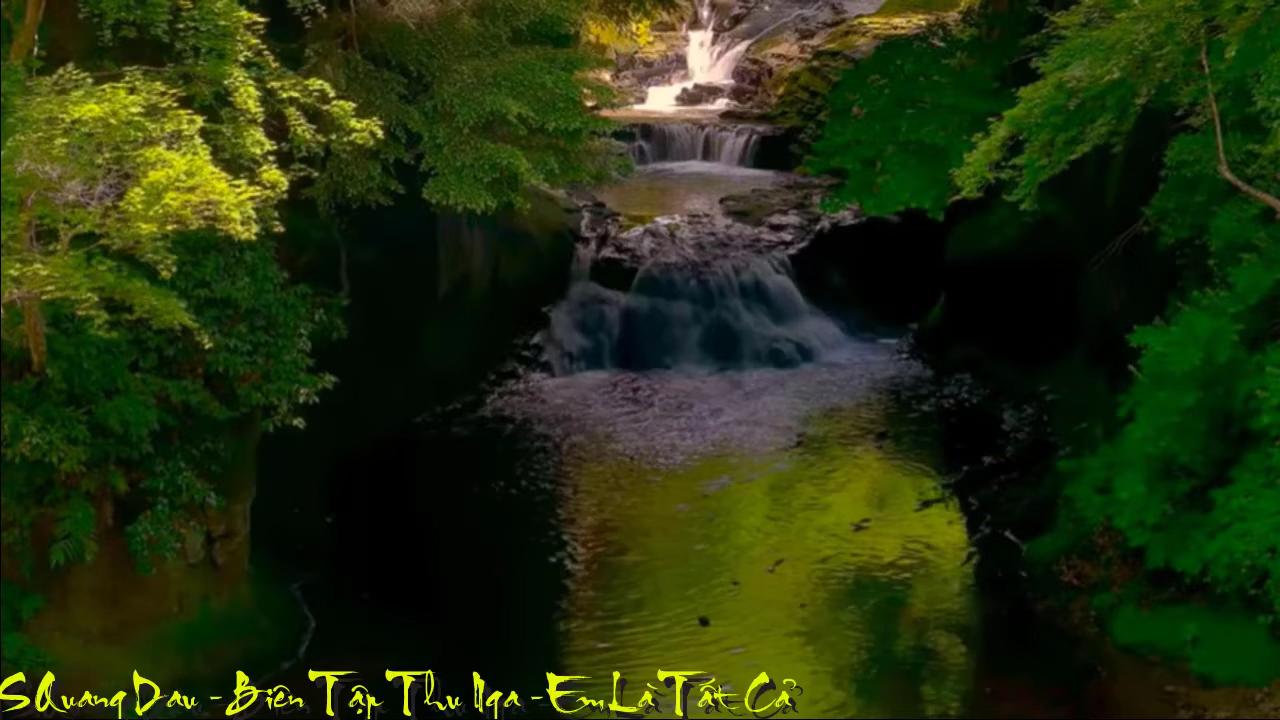 SQuang Dau - Biên Tập Thu Nga - Em Là Tất Cả